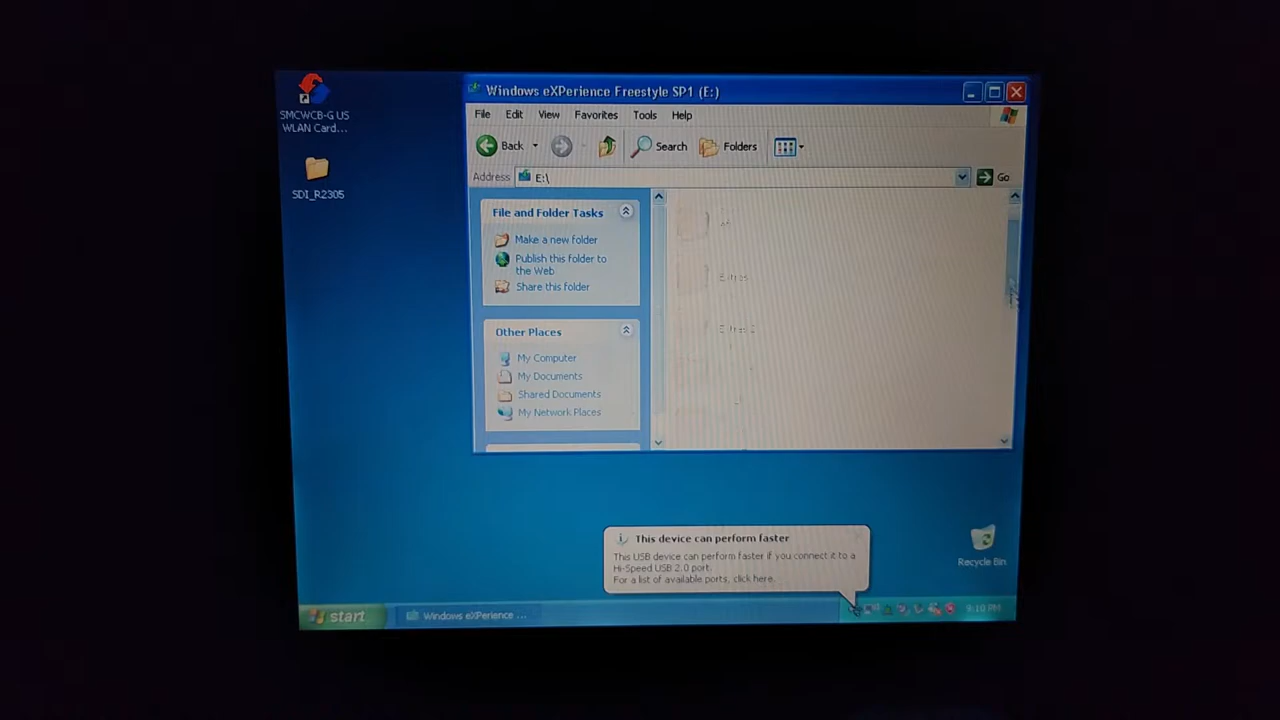 SMCWCB-G US
WLAN Card...
SDI_R2305
Windows eXPerience Freestyle SP1 (E:)
File Edit View Favorites Tools Help
Back Search Folders
Address E:\ Go
File and Folder Tasks
Make a new folder
Publish this folder to
the Web
Share this folder
Other Places
My Computer
My Documents
Shared Documents
My Network Places
Extras
This device can perform faster
This USB device can perform faster if you connect it to a
Hi-Speed USB 2.0 port.
For a list of available ports, click here.
Recycle Bin
start
Windows eXPerience ...
9:10 PM